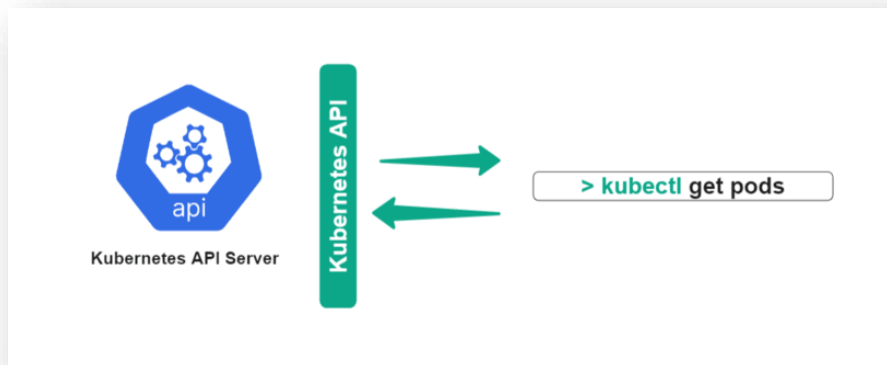 api
Kubernetes API Server
Kubernetes API
> kubectl get pods